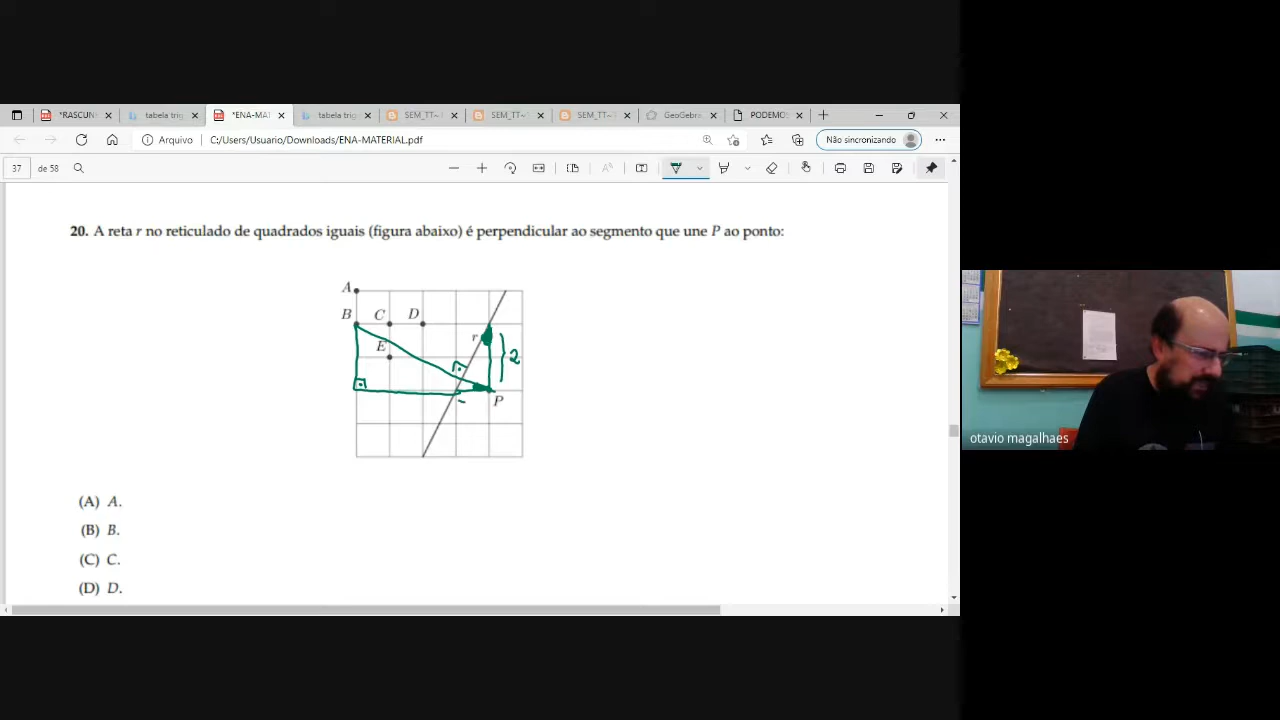 *RASCUN
tabela trig
*ENA-MAT
tabela trig
SEM_TT~
SEM_TT~
SEM_TT~
GeoGebra
PODEMO
Arquivo
C:/Users/Usuario/Downloads/ENA-MATERIAL.pdf
Não sincronizando
37
de 58
20. A reta r no reticulado de quadrados iguais (figura abaixo) é perpendicular ao segmento que une P ao ponto:
A
B C D
E
r
2
P
(A) A.
(B) B.
(C) C.
(D) D.
otavio magalhaes